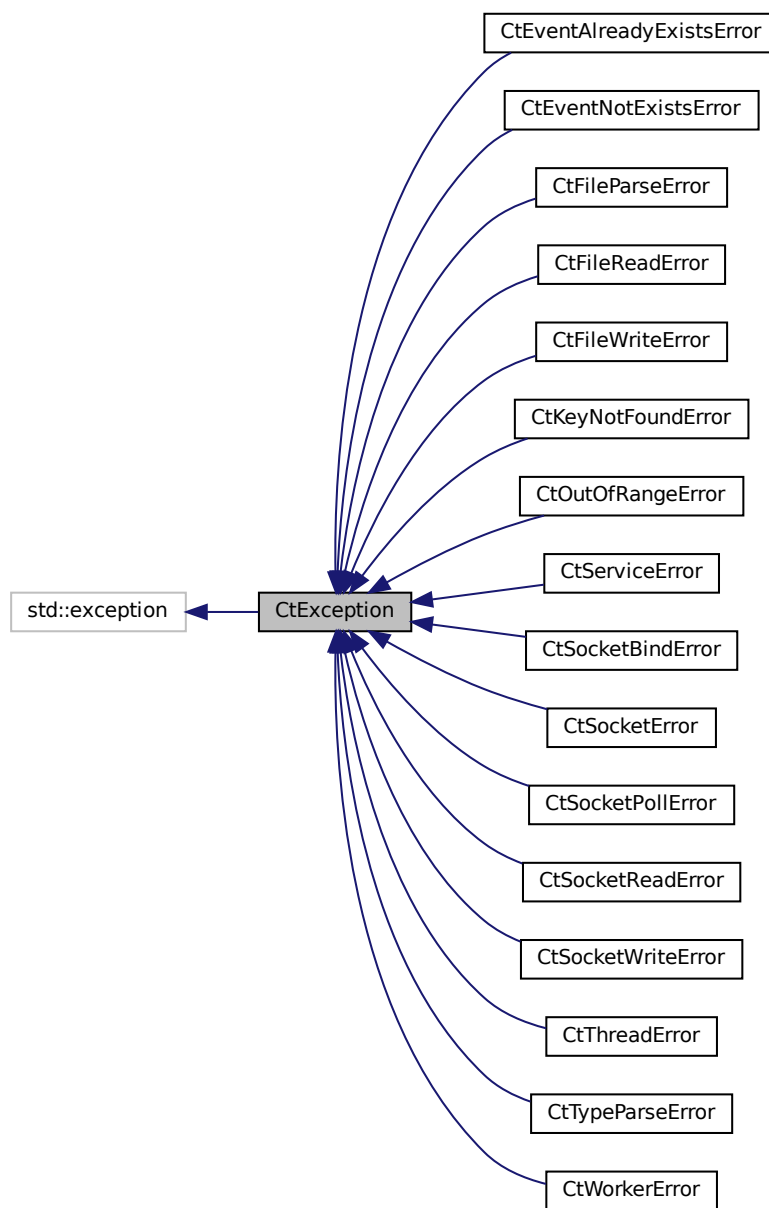 CtEventAlreadyExistsError
CtEventNotExistsError
CtFileParseError
CtFileReadError
CtFileWriteError
CtKeyNotFoundError
CtOutOfRangeError
CtServiceError
std::exception
CtException
CtSocketBindError
CtSocketError
CtSocketPollError
CtSocketReadError
CtSocketWriteError
CtThreadError
CtTypeParseError
CtWorkerError